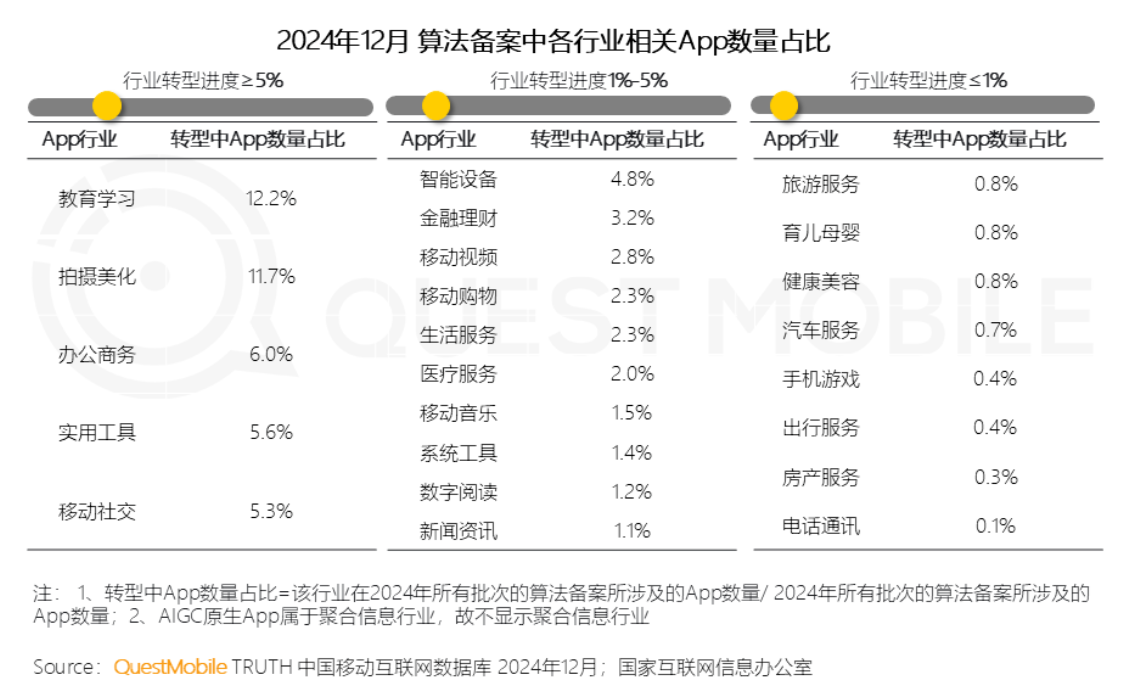 2024年12月 算法备案中各行业相关App数量占比
行业转型进度≥5%
App行业 转型中App数量占比
教育学习 12.2%
拍摄美化 11.7%
办公商务 6.0%
实用工具 5.6%
移动社交 5.3%
行业转型进度1%-5%
App行业 转型中App数量占比
智能设备 4.8%
金融理财 3.2%
移动视频 2.8%
移动购物 2.3%
生活服务 2.3%
医疗服务 2.0%
移动音乐 1.5%
系统工具 1.4%
数字阅读 1.2%
新闻资讯 1.1%
行业转型进度≤1%
App行业 转型中App数量占比
旅游服务 0.8%
育儿母婴 0.8%
健康美容 0.8%
汽车服务 0.7%
手机游戏 0.4%
出行服务 0.4%
房产服务 0.3%
电话通讯 0.1%
QUEST MOBILE
注： 1、转型中App数量占比=该行业在2024年所有批次的算法备案所涉及的App数量/ 2024年所有批次的算法备案所涉及的
App数量；2、AIGC原生App属于聚合信息行业，故不显示聚合信息行业
Source：QuestMobile TRUTH 中国移动互联网数据库 2024年12月；国家互联网信息办公室